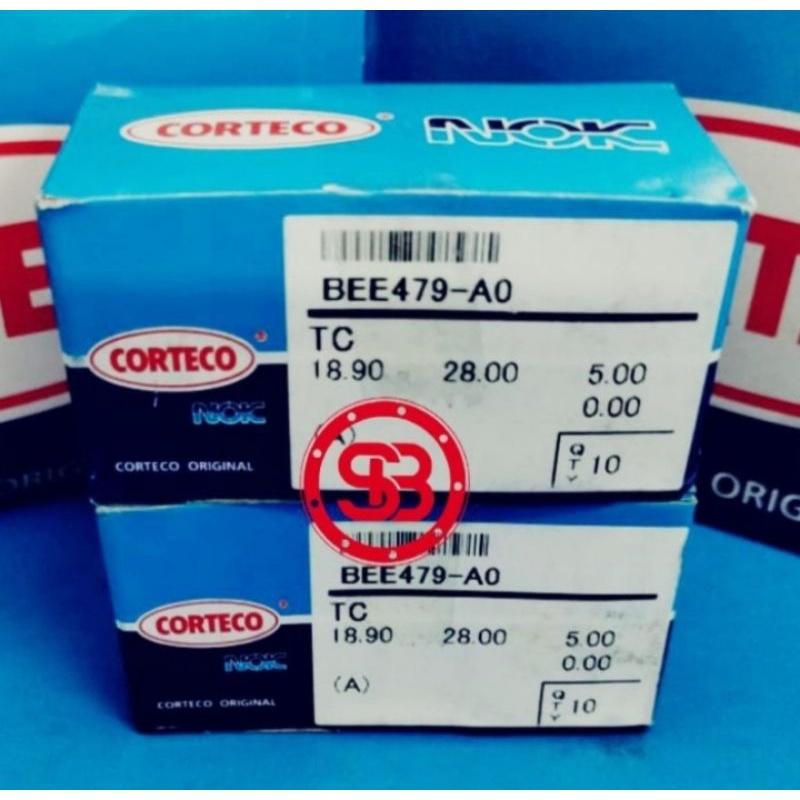 CORTECO NOK
BEE479-A0
TC
18.90 28.00 5.00
0.00
CORTECO
NOK
CORTECO ORIGINAL
SB
QTY 10
BEE479-A0
TC
18.90 28.00 5.00
0.00
CORTECO
NOK
CORTECO ORIGINAL
(A)
QTY 10
E
T
ORIG